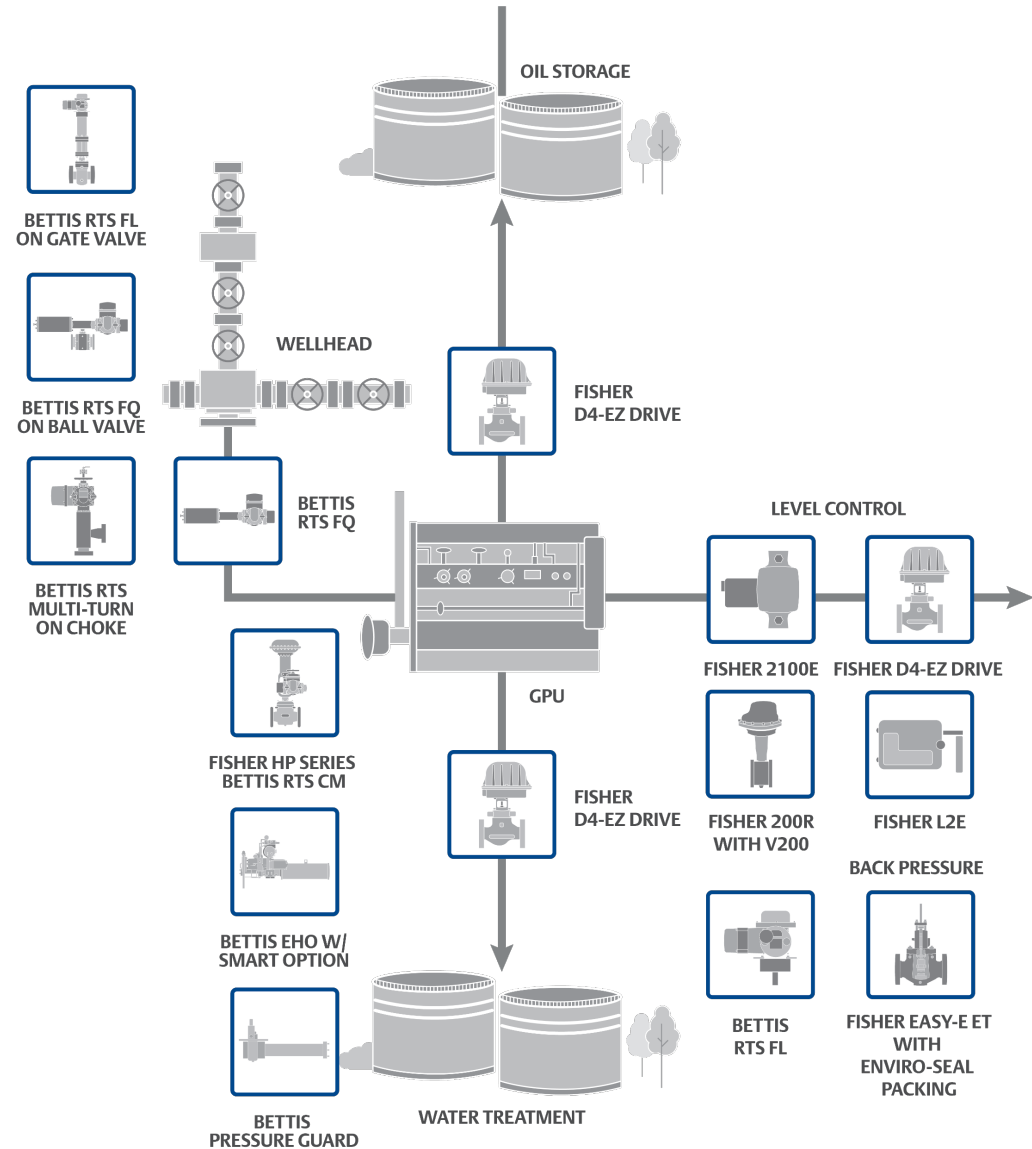 OIL STORAGE
BETTIS RTS FL
ON GATE VALVE
WELLHEAD
BETTIS RTS FQ
ON BALL VALVE
FISHER
D4-EZ DRIVE
BETTIS
RTS FQ
LEVEL CONTROL
BETTIS RTS
MULTI-TURN
ON CHOKE
GPU
FISHER 2100E
FISHER D4-EZ DRIVE
FISHER HP SERIES
BETTIS RTS CM
FISHER
D4-EZ DRIVE
FISHER 200R
WITH V200
FISHER L2E
BACK PRESSURE
BETTIS EHO W/
SMART OPTION
BETTIS
RTS FL
FISHER EASY-E ET
WITH
ENVIRO-SEAL
PACKING
WATER TREATMENT
BETTIS
PRESSURE GUARD